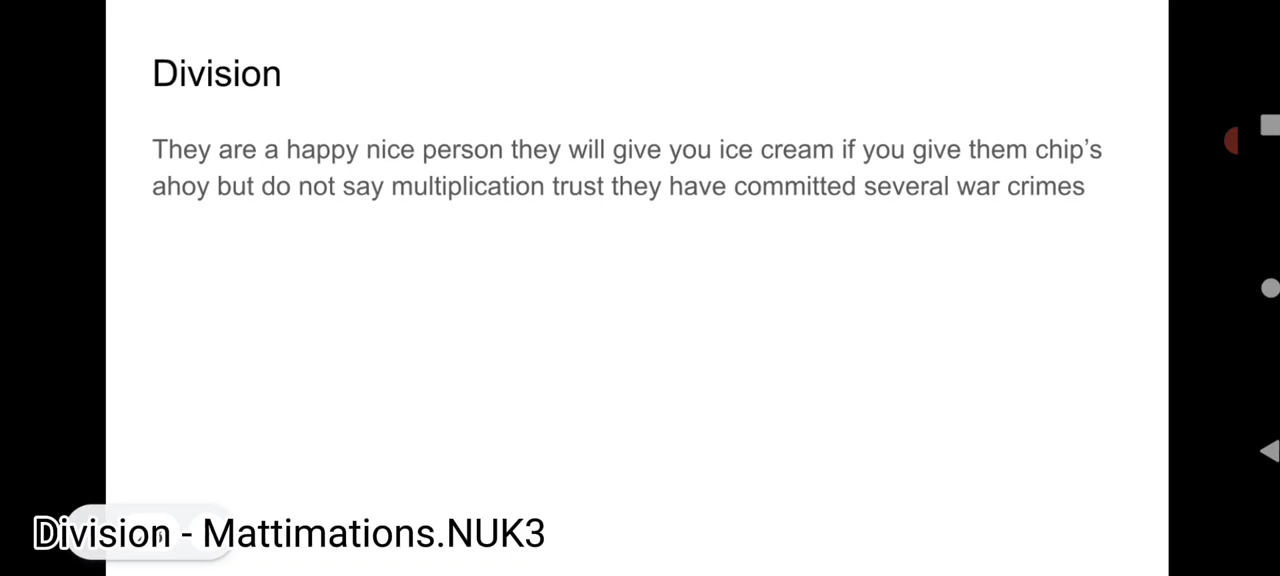 Division
They are a happy nice person they will give you ice cream if you give them chip’s
ahoy but do not say multiplication trust they have committed several war crimes
Division - Mattimations.NUK3